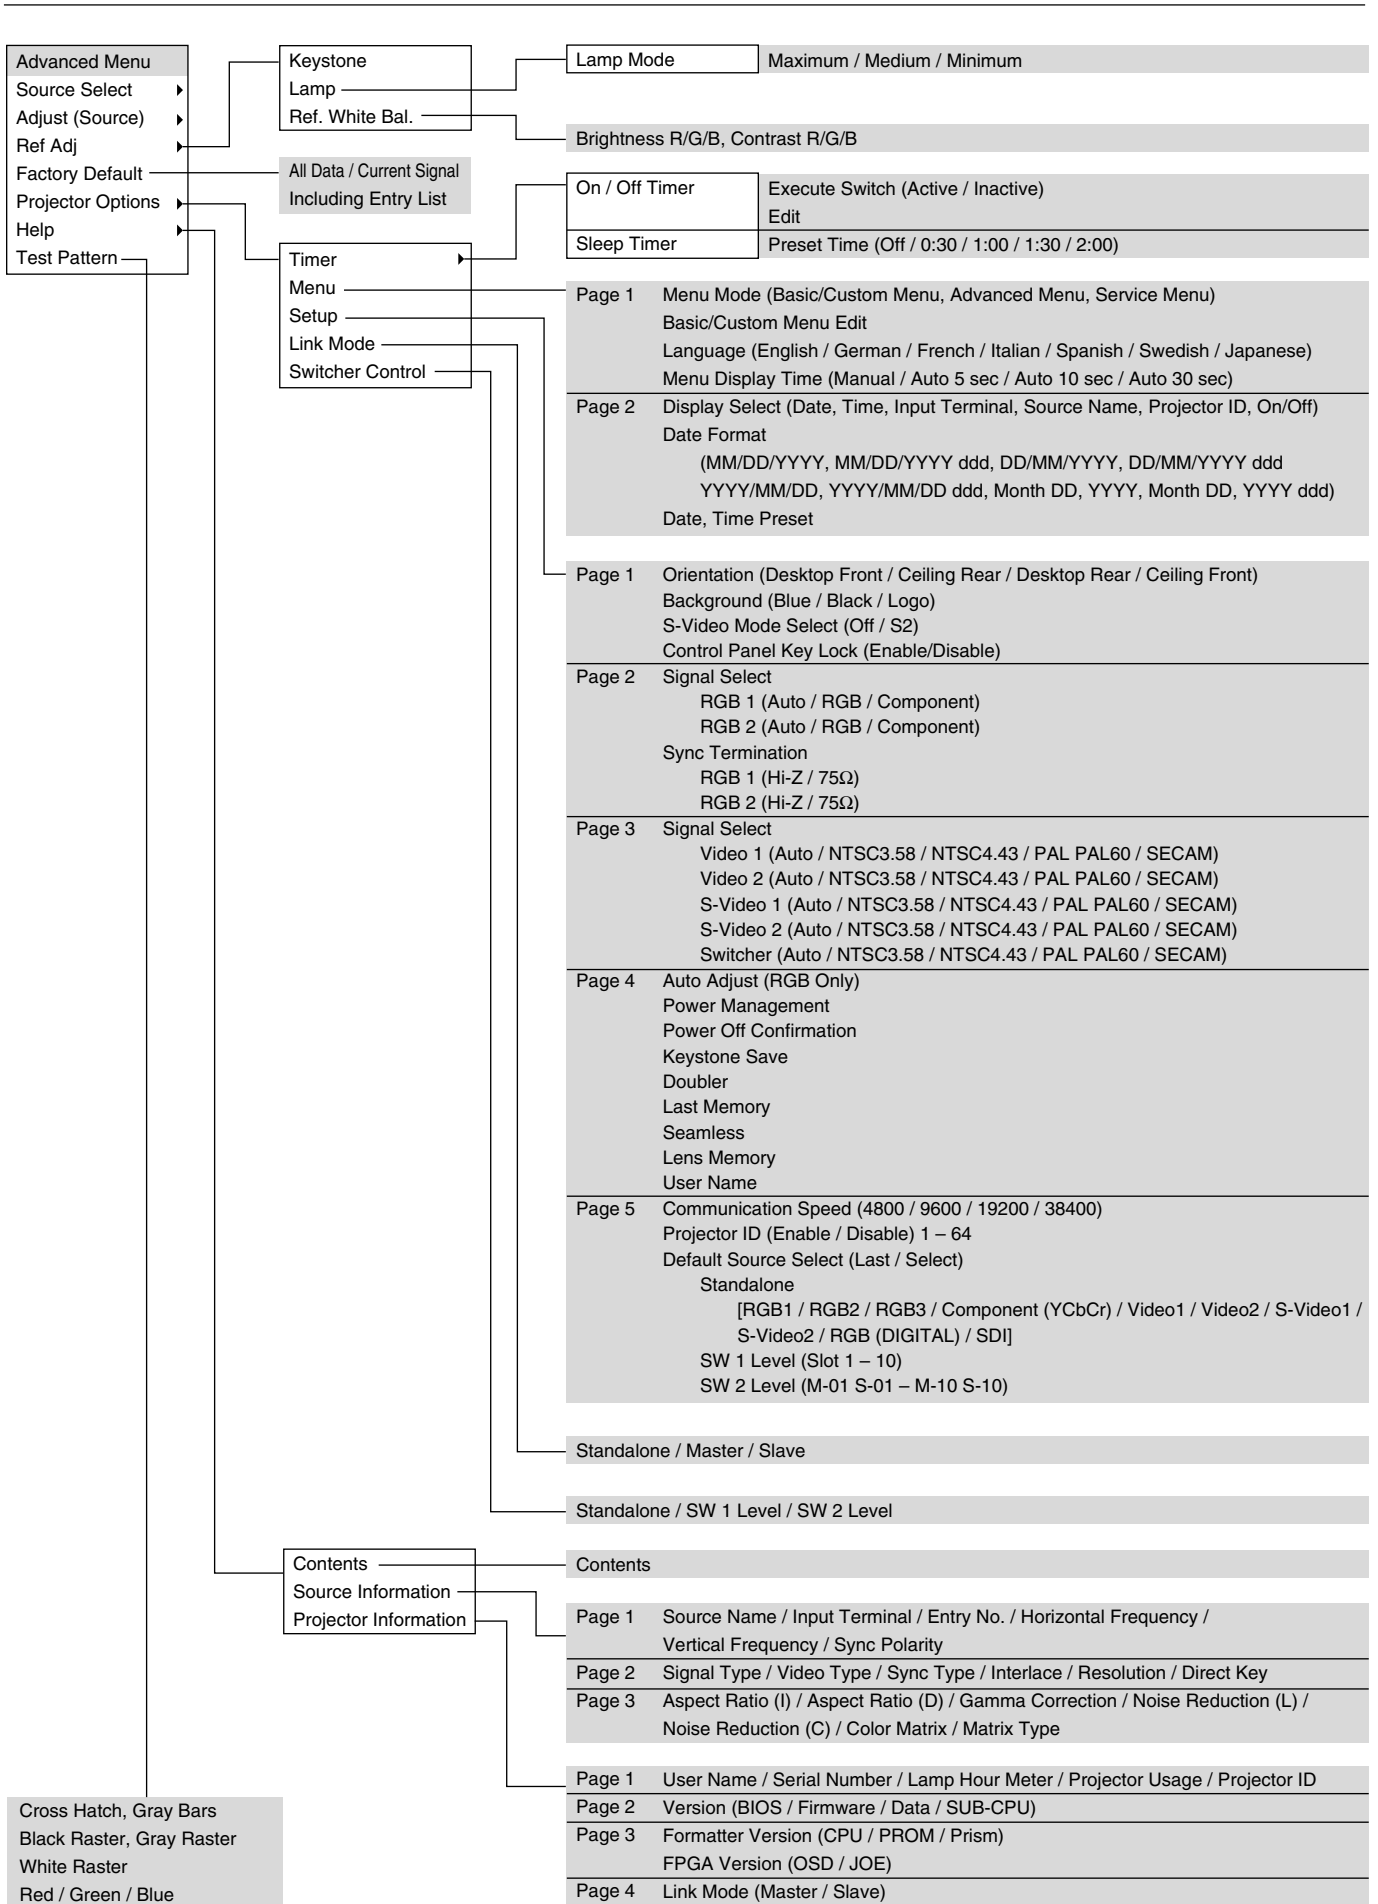 Advanced Menu
Source Select
Adjust (Source)
Ref Adj
Factory Default
Projector Options
Help
Test Pattern
Keystone
Lamp
Ref. White Bal.
Lamp Mode Maximum / Medium / Minimum
Brightness R/G/B, Contrast R/G/B
All Data / Current Signal
Including Entry List
On / Off Timer Execute Switch (Active / Inactive)
Edit
Sleep Timer Preset Time (Off / 0:30 / 1:00 / 1:30 / 2:00)
Timer
Menu
Setup
Link Mode
Switcher Control
Page 1 Menu Mode (Basic/Custom Menu, Advanced Menu, Service Menu)
Basic/Custom Menu Edit
Language (English / German / French / Italian / Spanish / Swedish / Japanese)
Menu Display Time (Manual / Auto 5 sec / Auto 10 sec / Auto 30 sec)
Page 2 Display Select (Date, Time, Input Terminal, Source Name, Projector ID, On/Off)
Date Format
(MM/DD/YYYY, MM/DD/YYYY ddd, DD/MM/YYYY, DD/MM/YYYY ddd
YYYY/MM/DD, YYYY/MM/DD ddd, Month DD, YYYY, Month DD, YYYY ddd)
Date, Time Preset
Page 1 Orientation (Desktop Front / Ceiling Rear / Desktop Rear / Ceiling Front)
Background (Blue / Black / Logo)
S-Video Mode Select (Off / S2)
Control Panel Key Lock (Enable/Disable)
Page 2 Signal Select
RGB 1 (Auto / RGB / Component)
RGB 2 (Auto / RGB / Component)
Sync Termination
RGB 1 (Hi-Z / 75Ω)
RGB 2 (Hi-Z / 75Ω)
Page 3 Signal Select
Video 1 (Auto / NTSC3.58 / NTSC4.43 / PAL PAL60 / SECAM)
Video 2 (Auto / NTSC3.58 / NTSC4.43 / PAL PAL60 / SECAM)
S-Video 1 (Auto / NTSC3.58 / NTSC4.43 / PAL PAL60 / SECAM)
S-Video 2 (Auto / NTSC3.58 / NTSC4.43 / PAL PAL60 / SECAM)
Switcher (Auto / NTSC3.58 / NTSC4.43 / PAL PAL60 / SECAM)
Page 4 Auto Adjust (RGB Only)
Power Management
Power Off Confirmation
Keystone Save
Doubler
Last Memory
Seamless
Lens Memory
User Name
Page 5 Communication Speed (4800 / 9600 / 19200 / 38400)
Projector ID (Enable / Disable) 1 – 64
Default Source Select (Last / Select)
Standalone
[RGB1 / RGB2 / RGB3 / Component (YCbCr) / Video1 / Video2 / S-Video1 /
S-Video2 / RGB (DIGITAL) / SDI]
SW 1 Level (Slot 1 – 10)
SW 2 Level (M-01 S-01 – M-10 S-10)
Standalone / Master / Slave
Standalone / SW 1 Level / SW 2 Level
Contents
Source Information
Projector Information
Contents
Page 1 Source Name / Input Terminal / Entry No. / Horizontal Frequency /
Vertical Frequency / Sync Polarity
Page 2 Signal Type / Video Type / Sync Type / Interlace / Resolution / Direct Key
Page 3 Aspect Ratio (I) / Aspect Ratio (D) / Gamma Correction / Noise Reduction (L) /
Noise Reduction (C) / Color Matrix / Matrix Type
Page 1 User Name / Serial Number / Lamp Hour Meter / Projector Usage / Projector ID
Page 2 Version (BIOS / Firmware / Data / SUB-CPU)
Page 3 Formatter Version (CPU / PROM / Prism)
FPGA Version (OSD / JOE)
Page 4 Link Mode (Master / Slave)
Cross Hatch, Gray Bars
Black Raster, Gray Raster
White Raster
Red / Green / Blue